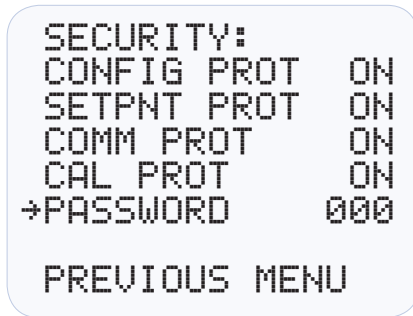 SECURITY:
CONFIG PROT ON
SETPNT PROT ON
COMM PROT ON
CAL PROT ON
→PASSWORD 000
PREVIOUS MENU